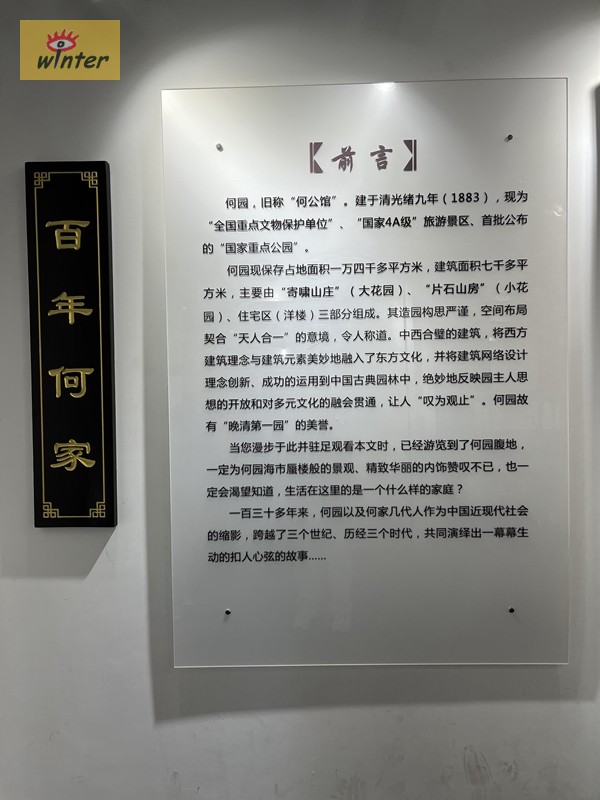 winter
百年何家
【前言】
何园，旧称“何公馆”。建于清光绪九年（1883），现为
“全国重点文物保护单位”、“国家4A级”旅游景区、首批公布
的“国家重点公园”。
何园现保存占地面积一万四千多平方米，建筑面积七千多平
方米，主要由“寄啸山庄”（大花园）、“片石山房”（小花
园）、住宅区（洋楼）三部分组成。其造园构思严谨，空间布局
契合“天人合一”的意境，令人称道。中西合璧的建筑，将西方
建筑理念与建筑元素美妙地融入了东方文化，并将建筑网络设计
理念创新、成功的运用到中国古典园林中，绝妙地反映园主人思
想的开放和对多元文化的融会贯通，让人“叹为观止”。何园故
有“晚清第一园”的美誉。
当您漫步于此并驻足观看本文时，已经游览到了何园腹地，
一定为何园海市蜃楼般的景观、精致华丽的内饰赞叹不已，也一
定会渴望知道，生活在这里的是一个什么样的家庭？
一百三十多年来，何园以及何家几代人作为中国近现代社会
的缩影，跨越了三个世纪、历经三个时代，共同演绎出一幕幕生
动的扣人心弦的故事……